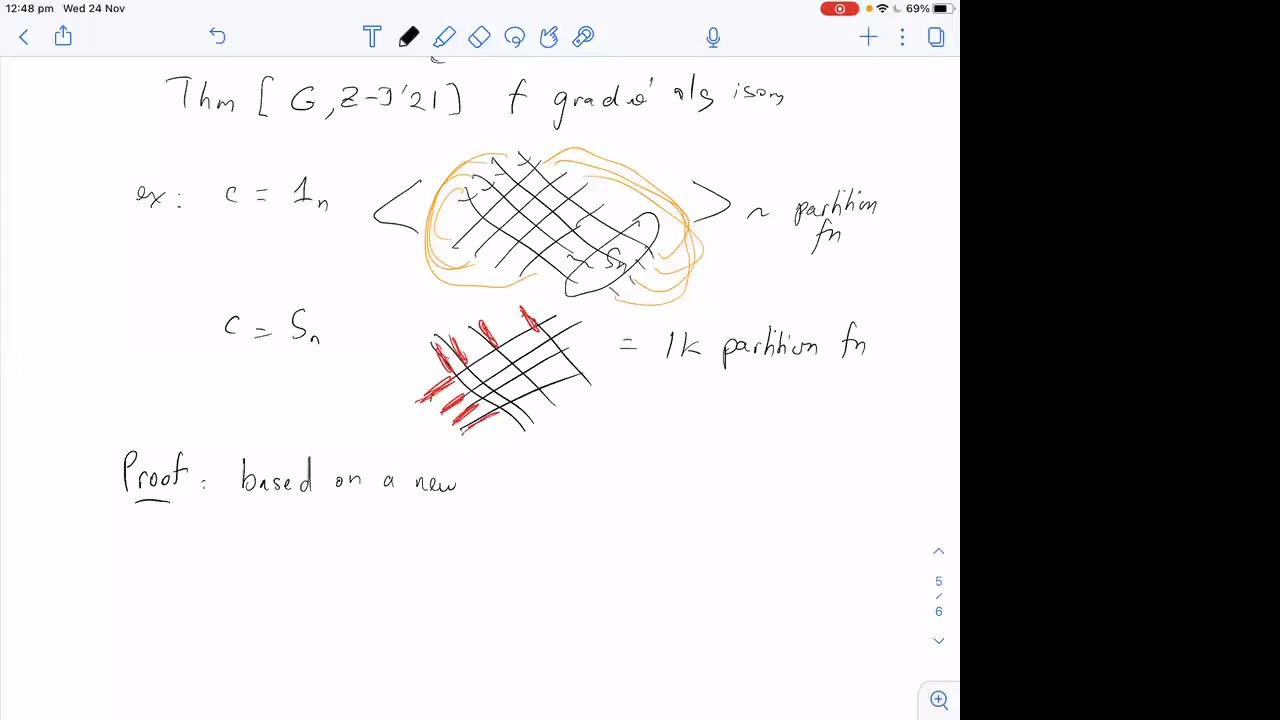 12:48 pm Wed 24 Nov
69%
Thm [G, Z-J '21] f graded alg isom
ex: c = 1n
~ partition fn
~ Sn
c = Sn
= IK partition fn
Proof: based on a new
5
/
6